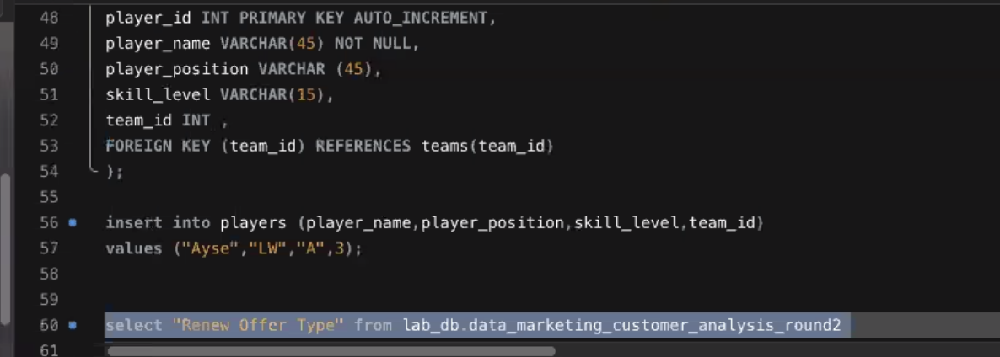 48 player_id INT PRIMARY KEY AUTO_INCREMENT,
49 player_name VARCHAR(45) NOT NULL,
50 player_position VARCHAR (45),
51 skill_level VARCHAR(15),
52 team_id INT ,
53 FOREIGN KEY (team_id) REFERENCES teams(team_id)
54 );
55
56 insert into players (player_name,player_position,skill_level,team_id)
57 values ("Ayse","LW","A",3);
58
59
60 select "Renew Offer Type" from lab_db.data_marketing_customer_analysis_round2
61